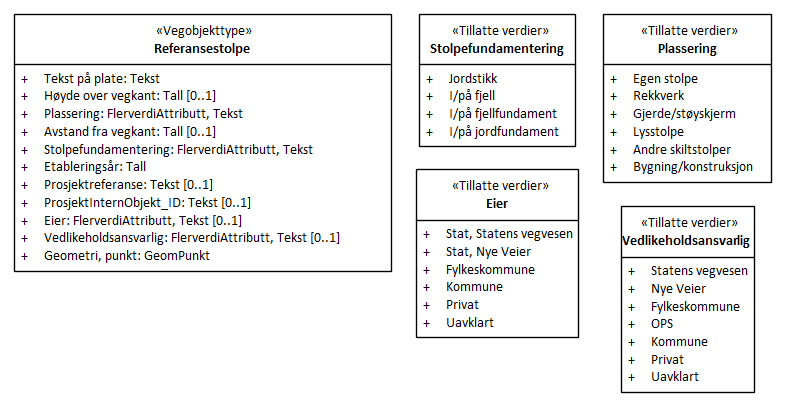 «Vegobjekttype»
Referansestolpe
+ Tekst på plate: Tekst
+ Høyde over vegkant: Tall [0..1]
+ Plassering: FlerverdiAttributt, Tekst
+ Avstand fra vegkant: Tall [0..1]
+ Stolpefundamentering: FlerverdiAttributt, Tekst
+ Etableringsår: Tall
+ Prosjektreferanse: Tekst [0..1]
+ ProsjektInternObjekt_ID: Tekst [0..1]
+ Eier: FlerverdiAttributt, Tekst [0..1]
+ Vedlikeholdsansvarlig: FlerverdiAttributt, Tekst [0..1]
+ Geometri, punkt: GeomPunkt
«Tillatte verdier»
Stolpefundamentering
+ Jordstikk
+ I/på fjell
+ I/på fjellfundament
+ I/på jordfundament
«Tillatte verdier»
Plassering
+ Egen stolpe
+ Rekkverk
+ Gjerde/støyskjerm
+ Lysstolpe
+ Andre skiltstolper
+ Bygning/konstruksjon
«Tillatte verdier»
Eier
+ Stat, Statens vegvesen
+ Stat, Nye Veier
+ Fylkeskommune
+ Kommune
+ Privat
+ Uavklart
«Tillatte verdier»
Vedlikeholdsansvarlig
+ Statens vegvesen
+ Nye Veier
+ Fylkeskommune
+ OPS
+ Kommune
+ Privat
+ Uavklart